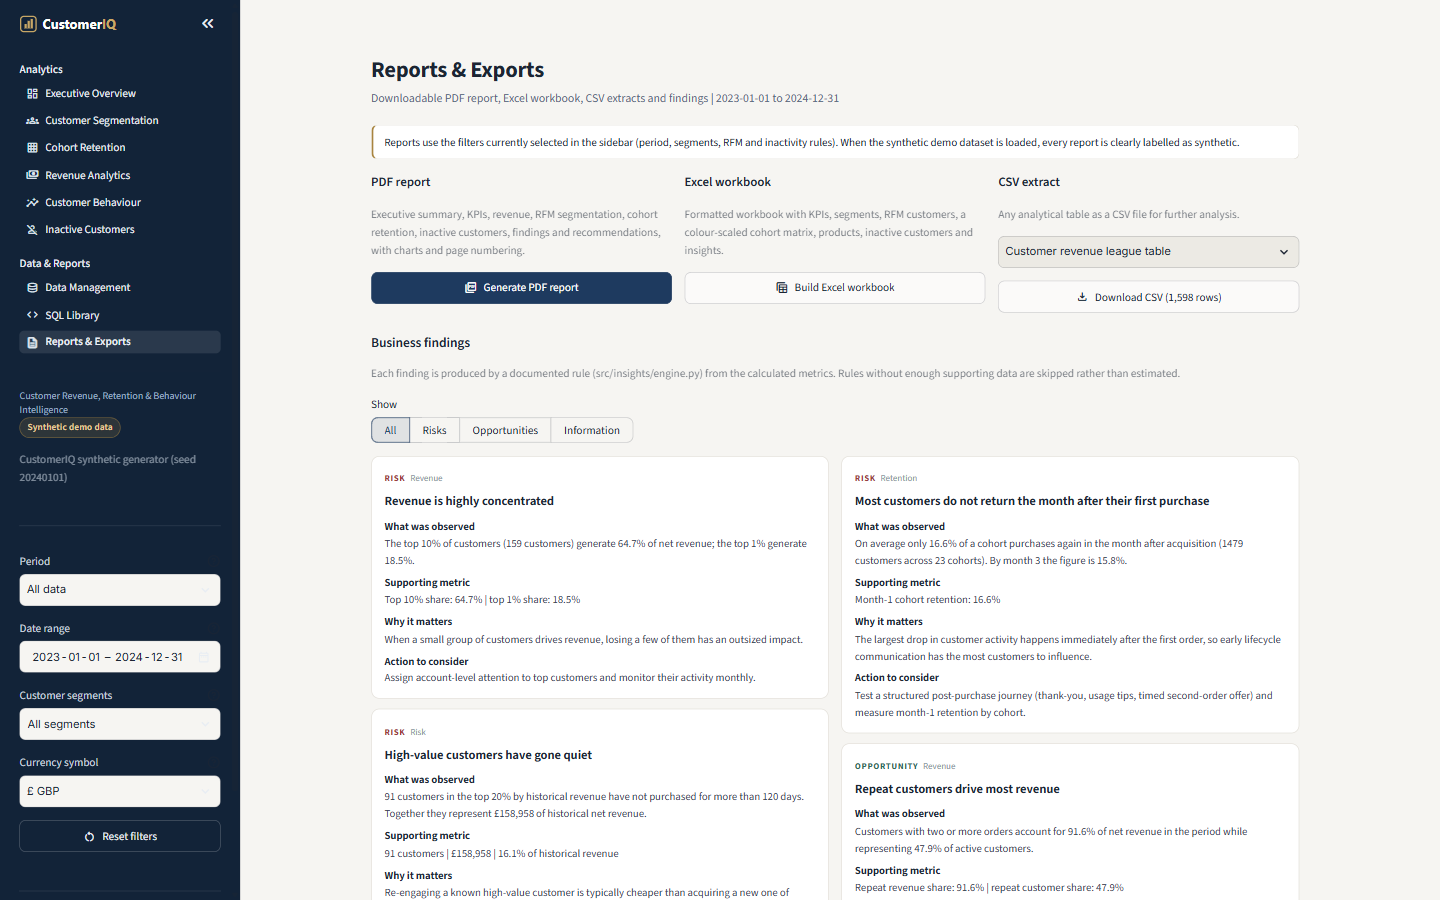 CustomerIQ
Analytics
Executive Overview
Customer Segmentation
Cohort Retention
Revenue Analytics
Customer Behaviour
Inactive Customers
Data & Reports
Data Management
SQL Library
Reports & Exports
Customer Revenue, Retention & Behaviour
Intelligence
Synthetic demo data
CustomerIQ synthetic generator (seed
20240101)
Period
All data
Date range
2023-01-01 – 2024-12-31
Customer segments
All segments
Currency symbol
£ GBP
Reset filters
Reports & Exports
Downloadable PDF report, Excel workbook, CSV extracts and findings | 2023-01-01 to 2024-12-31
Reports use the filters currently selected in the sidebar (period, segments, RFM and inactivity rules). When the synthetic demo dataset is loaded, every report is clearly labelled as synthetic.
PDF report
Executive summary, KPIs, revenue, RFM segmentation, cohort
retention, inactive customers, findings and recommendations,
with charts and page numbering.
Generate PDF report
Excel workbook
Formatted workbook with KPIs, segments, RFM customers, a
colour-scaled cohort matrix, products, inactive customers and
insights.
Build Excel workbook
CSV extract
Any analytical table as a CSV file for further analysis.
Customer revenue league table
Download CSV (1,598 rows)
Business findings
Each finding is produced by a documented rule (src/insights/engine.py) from the calculated metrics. Rules without enough supporting data are skipped rather than estimated.
Show
All
Risks
Opportunities
Information
RISK Revenue
Revenue is highly concentrated
What was observed
The top 10% of customers (159 customers) generate 64.7% of net revenue; the top 1% generate
18.5%.
Supporting metric
Top 10% share: 64.7% | top 1% share: 18.5%
Why it matters
When a small group of customers drives revenue, losing a few of them has an outsized impact.
Action to consider
Assign account-level attention to top customers and monitor their activity monthly.
RISK Risk
High-value customers have gone quiet
What was observed
91 customers in the top 20% by historical revenue have not purchased for more than 120 days.
Together they represent £158,958 of historical net revenue.
Supporting metric
91 customers | £158,958 | 16.1% of historical revenue
Why it matters
Re-engaging a known high-value customer is typically cheaper than acquiring a new one of
RISK Retention
Most customers do not return the month after their first purchase
What was observed
On average only 16.6% of a cohort purchases again in the month after acquisition (1479
customers across 23 cohorts). By month 3 the figure is 15.8%.
Supporting metric
Month-1 cohort retention: 16.6%
Why it matters
The largest drop in customer activity happens immediately after the first order, so early lifecycle
communication has the most customers to influence.
Action to consider
Test a structured post-purchase journey (thank-you, usage tips, timed second-order offer) and
measure month-1 retention by cohort.
OPPORTUNITY Revenue
Repeat customers drive most revenue
What was observed
Customers with two or more orders account for 91.6% of net revenue in the period while
representing 47.9% of active customers.
Supporting metric
Repeat revenue share: 91.6% | repeat customer share: 47.9%